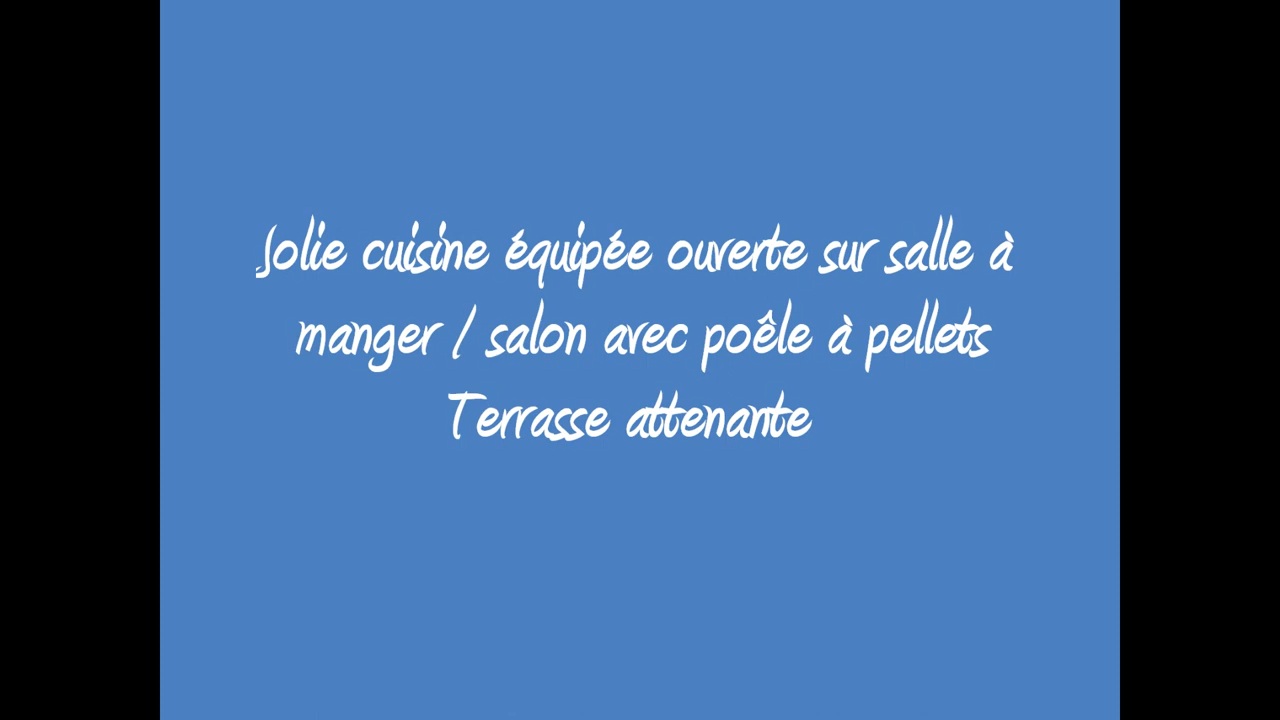 Jolie cuisine équipée ouverte sur salle à
manger / salon avec poêle à pellets
Terrasse attenante